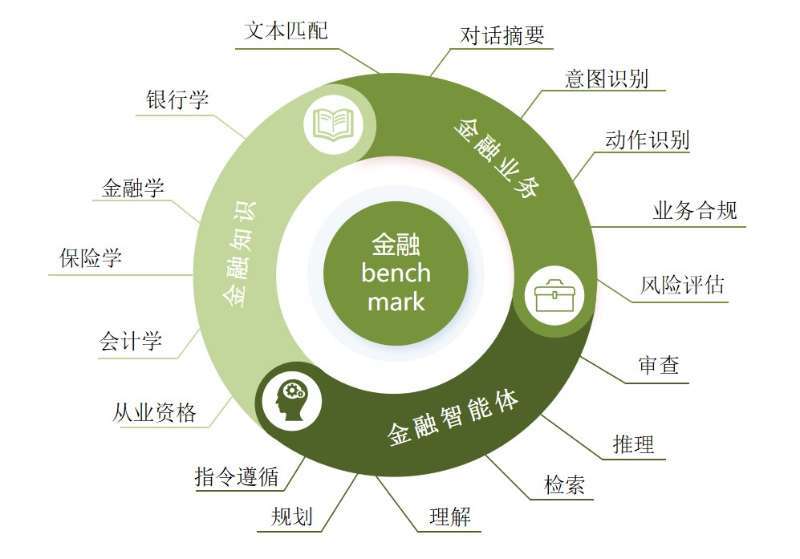 金融
bench
mark
金融业务
文本匹配
对话摘要
意图识别
动作识别
业务合规
风险评估
金融智能体
审查
推理
检索
理解
规划
指令遵循
金融知识
银行学
金融学
保险学
会计学
从业资格